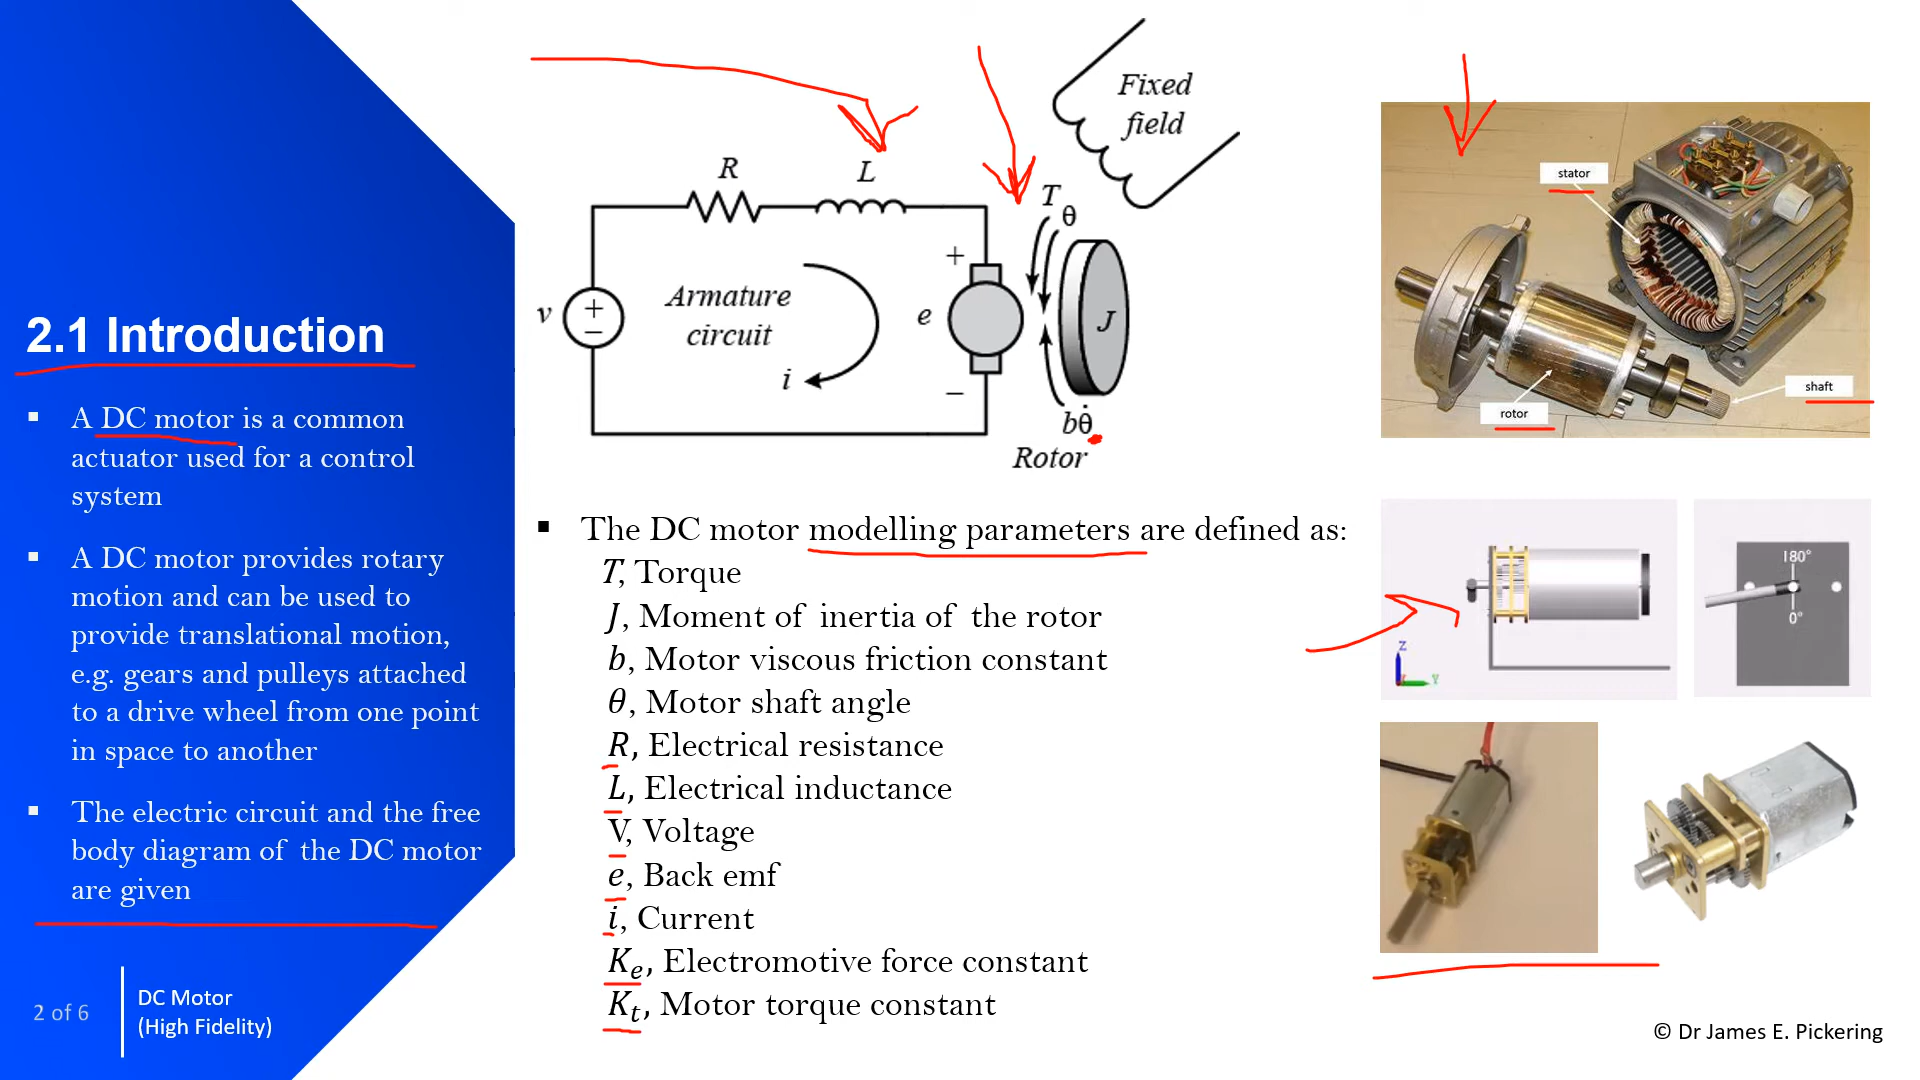 2.1 Introduction
▪ A DC motor is a common
actuator used for a control
system
▪ A DC motor provides rotary
motion and can be used to
provide translational motion,
e.g. gears and pulleys attached
to a drive wheel from one point
in space to another
▪ The electric circuit and the free
body diagram of the DC motor
are given
2 of 6
DC Motor
(High Fidelity)
Fixed
field
R
L
T
θ
+
v
+
−
Armature
circuit
e
J
i
−
bθ̇
Rotor
▪ The DC motor modelling parameters are defined as:
T, Torque
J, Moment of inertia of the rotor
b, Motor viscous friction constant
θ, Motor shaft angle
R, Electrical resistance
L, Electrical inductance
V, Voltage
e, Back emf
i, Current
Kₑ, Electromotive force constant
Kₜ, Motor torque constant
stator
shaft
rotor
180°
0°
Z
Y
© Dr James E. Pickering